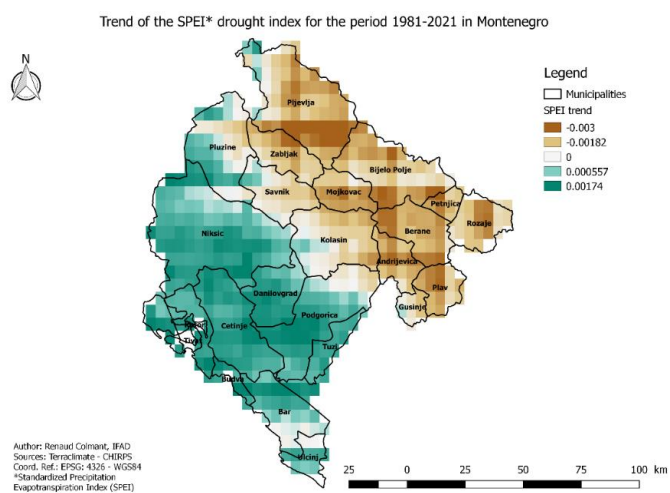 Trend of the SPEI* drought index for the period 1981-2021 in Montenegro
N
Legend
Municipalities
SPEI trend
-0.003
-0.00182
0
0.000557
0.00174
Pljevlja
Pluzine
Zabljak
Bijelo Polje
Savnik
Mojkovac
Petnjica
Rozaje
Niksic
Kolasin
Berane
Andrijevica
Plav
Danilovgrad
Gusinje
Podgorica
Kotor
Cetinje
Tivat
Tuzi
Budva
Bar
Ulcinj
Author: Renaud Colmant, IFAD
Sources: Terraclimate - CHIRPS
Coord. Ref.: EPSG: 4326 - WGS84
*Standardized Precipitation
Evapotranspiration Index (SPEI)
25 0 25 50 75 100 km